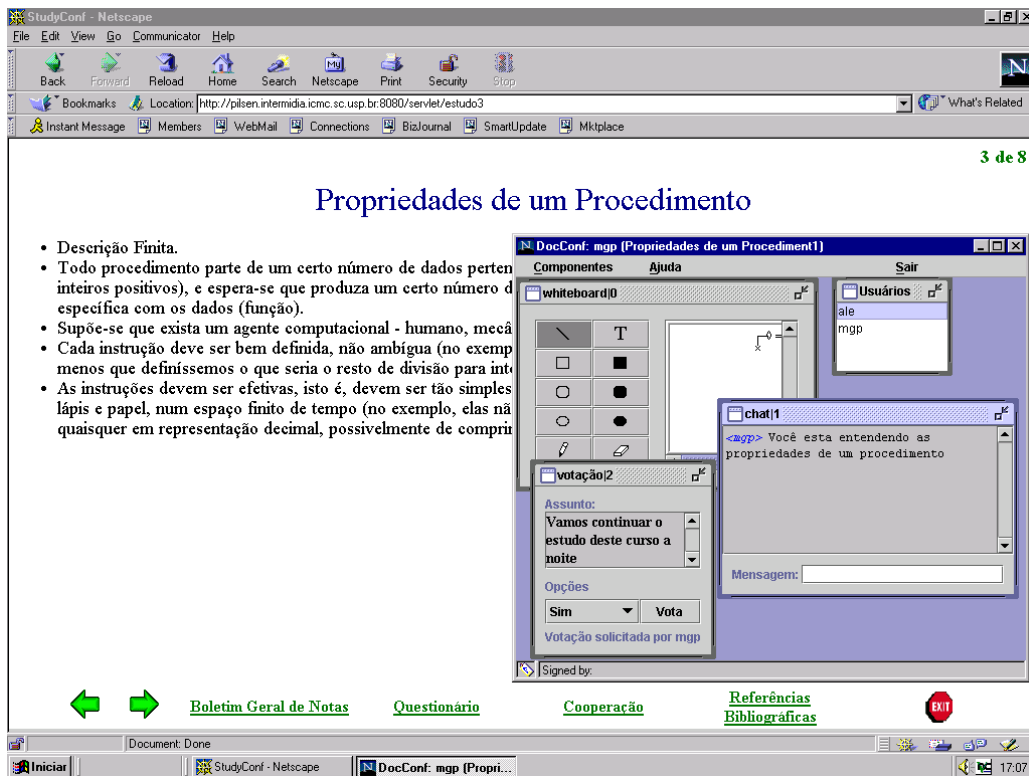 StudyConf - Netscape
File Edit View Go Communicator Help
Back Forward Reload Home Search Netscape Print Security Stop
My
N
Bookmarks Location: http://pilsen.intermidia.icmc.sc.usp.br:8080/servlet/estudo3 What's Related
Instant Message Members WebMail Connections BizJournal SmartUpdate Mktplace
3 de 8
Propriedades de um Procedimento
• Descrição Finita.
• Todo procedimento parte de um certo número de dados perten
inteiros positivos), e espera-se que produza um certo número d
específica com os dados (função).
• Supõe-se que exista um agente computacional - humano, mecâ
• Cada instrução deve ser bem definida, não ambígua (no exemp
menos que definíssemos o que seria o resto de divisão para inte
• As instruções devem ser efetivas, isto é, devem ser tão simples
lápis e papel, num espaço finito de tempo (no exemplo, elas nã
quaisquer em representação decimal, possivelmente de compri
N DocConf: mgp (Propriedades de um Procediment1)
Componentes Ajuda Sair
whiteboard|0
T
Usuários
ale
mgp
chat|1
<mgp> Você esta entendendo as
propriedades de um procedimento
Mensagem:
votação|2
Assunto:
Vamos continuar o
estudo deste curso a
noite
Opções
Sim Vota
Votação solicitada por mgp
Signed by:
Boletim Geral de Notas Questionário Cooperação Referências
Bibliográficas
EXIT
Document: Done
Iniciar StudyConf - Netscape N DocConf: mgp (Propri... 17:07